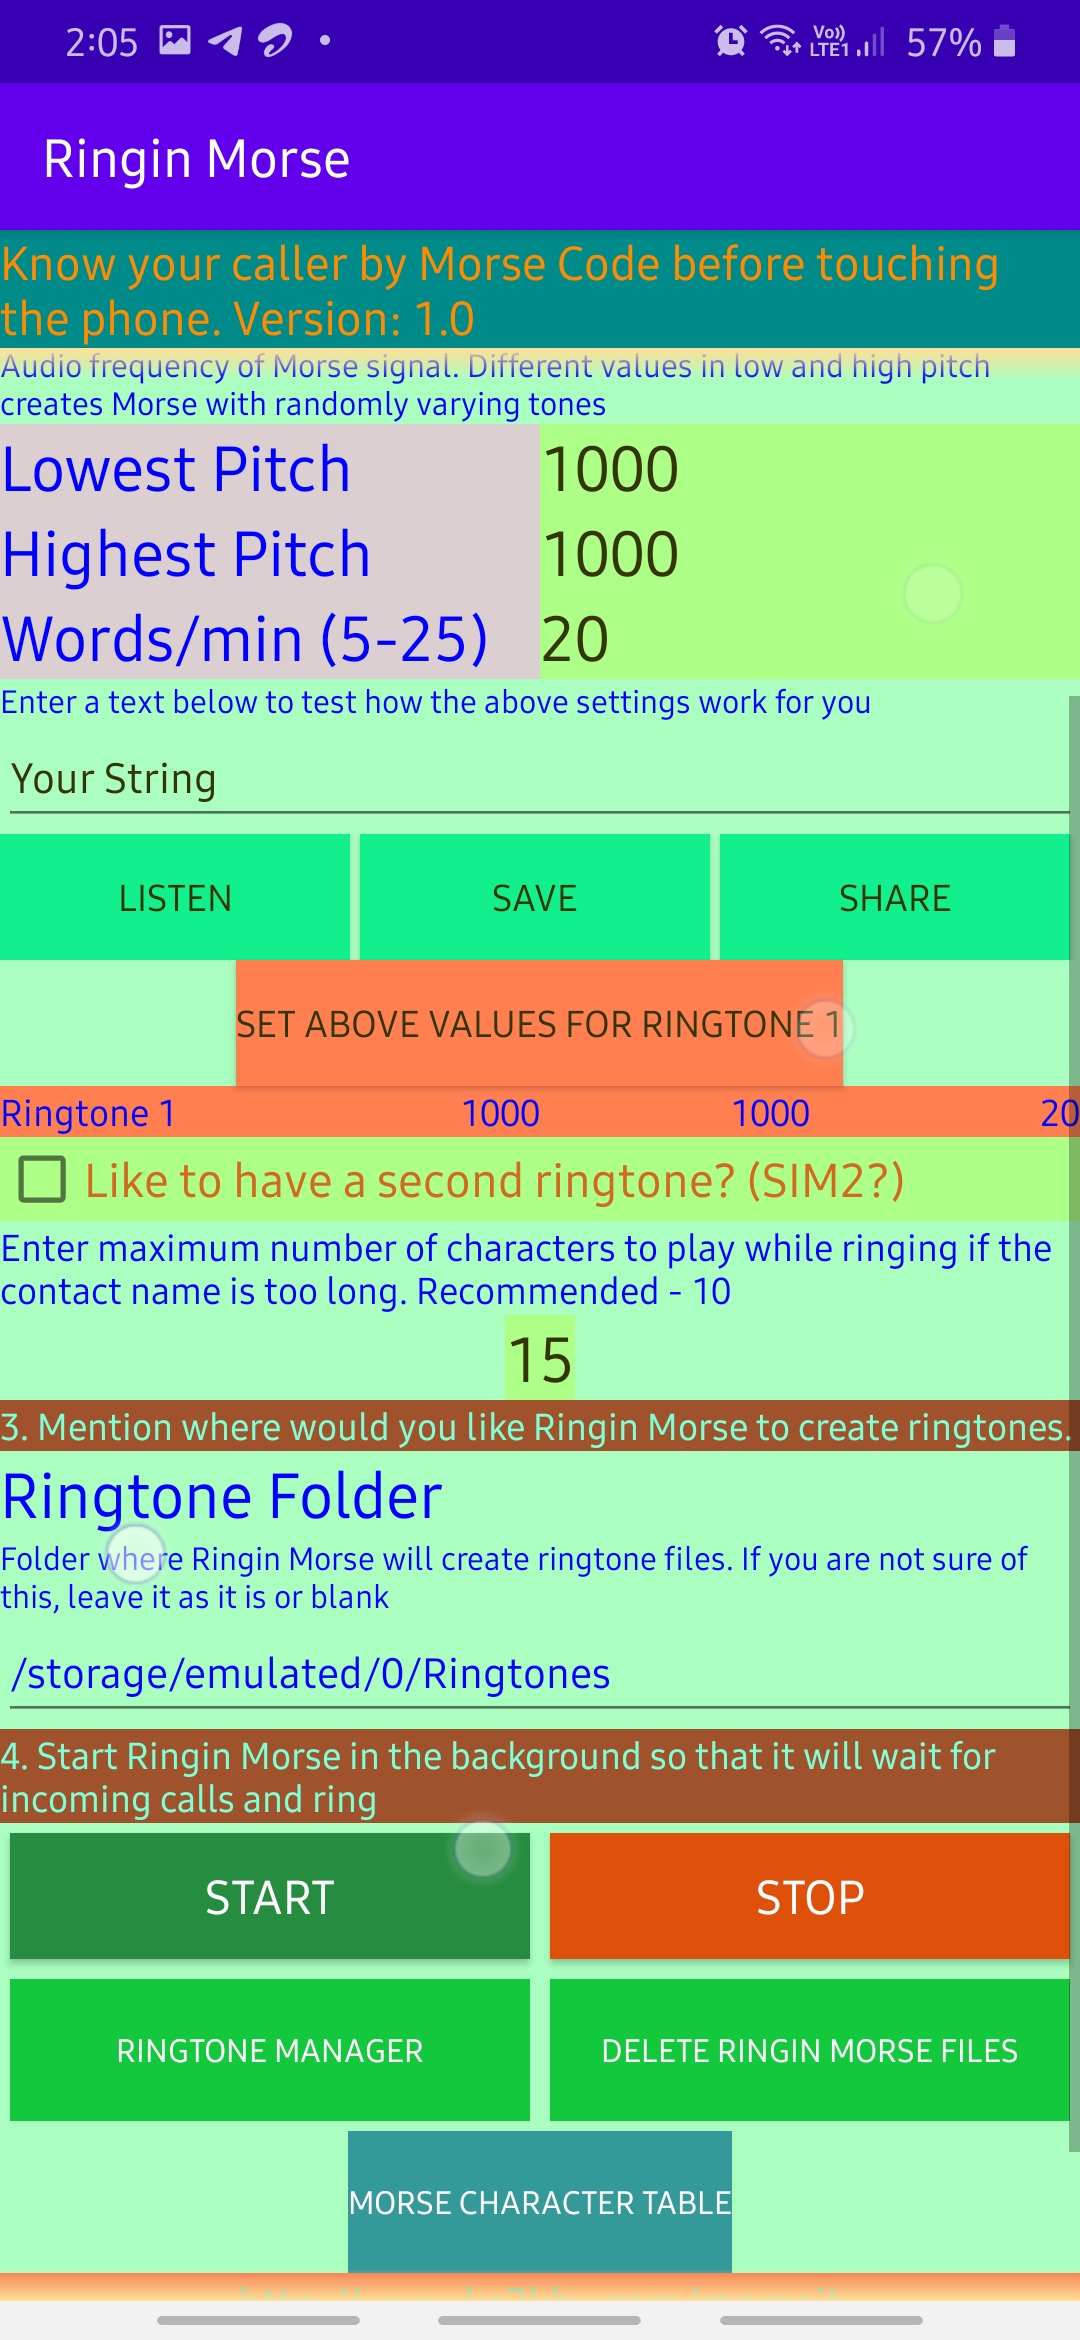 2:05
Vo)) LTE1 57%
Ringin Morse
Know your caller by Morse Code before touching
the phone. Version: 1.0
Audio frequency of Morse signal. Different values in low and high pitch
creates Morse with randomly varying tones
Lowest Pitch 1000
Highest Pitch 1000
Words/min (5-25) 20
Enter a text below to test how the above settings work for you
Your String
LISTEN SAVE SHARE
SET ABOVE VALUES FOR RINGTONE 1
Ringtone 1 1000 1000 20
Like to have a second ringtone? (SIM2?)
Enter maximum number of characters to play while ringing if the
contact name is too long. Recommended - 10
15
3. Mention where would you like Ringin Morse to create ringtones.
Ringtone Folder
Folder where Ringin Morse will create ringtone files. If you are not sure of
this, leave it as it is or blank
/storage/emulated/0/Ringtones
4. Start Ringin Morse in the background so that it will wait for
incoming calls and ring
START STOP
RINGTONE MANAGER DELETE RINGIN MORSE FILES
MORSE CHARACTER TABLE